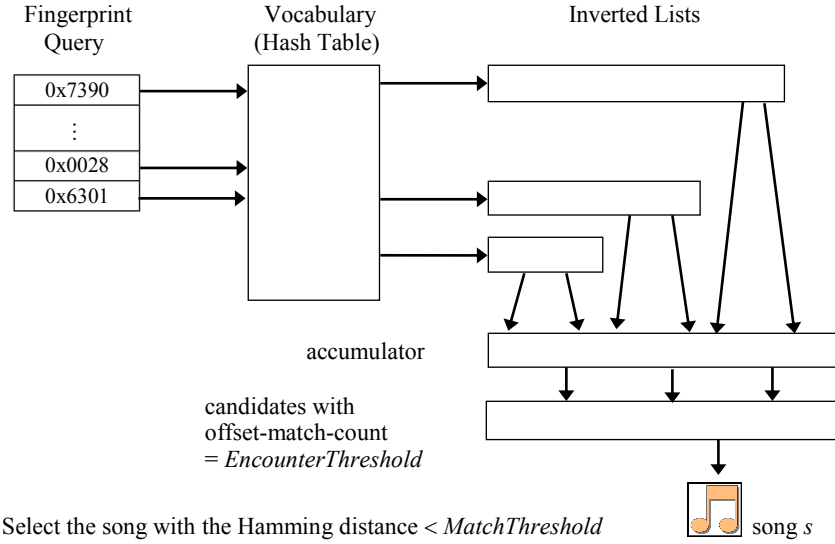 Fingerprint
Query
Vocabulary
(Hash Table)
Inverted Lists
0x7390
⋮
0x0028
0x6301
accumulator
candidates with
offset-match-count
= EncounterThreshold
Select the song with the Hamming distance < MatchThreshold
song s